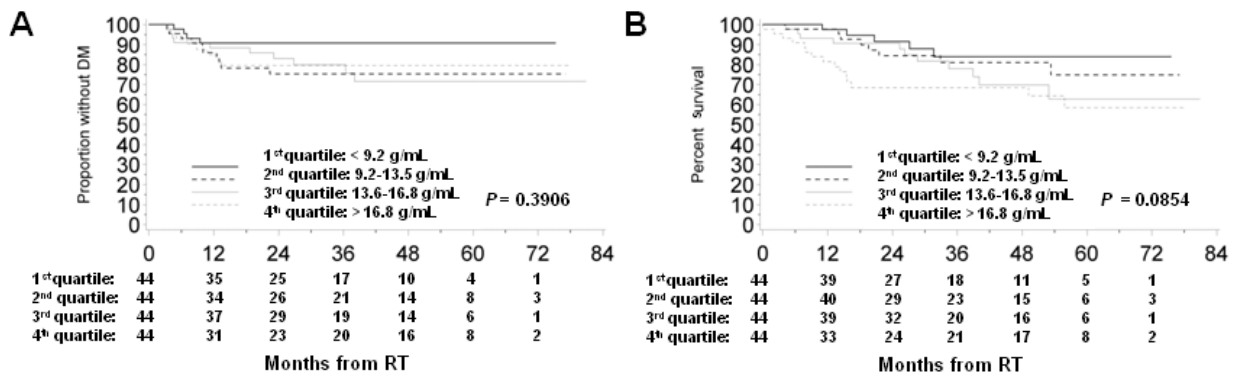 A
Proportion without DM
100
90
80
70
60
50
40
30
20
10
0
1st quartile: < 9.2 g/mL
2nd quartile: 9.2-13.5 g/mL
3rd quartile: 13.6-16.8 g/mL
4th quartile: > 16.8 g/mL
P = 0.3906
0 12 24 36 48 60 72 84
1st quartile: 44 35 25 17 10 4 1
2nd quartile: 44 34 26 21 14 8 3
3rd quartile: 44 37 29 19 14 6 1
4th quartile: 44 31 23 20 16 8 2
Months from RT
B
Percent survival
100
90
80
70
60
50
40
30
20
10
0
1st quartile: < 9.2 g/mL
2nd quartile: 9.2-13.5 g/mL
3rd quartile: 13.6-16.8 g/mL
4th quartile: > 16.8 g/mL
P = 0.0854
0 12 24 36 48 60 72 84
1st quartile: 44 39 27 18 11 5 1
2nd quartile: 44 40 29 23 15 6 3
3rd quartile: 44 39 32 20 16 6 1
4th quartile: 44 33 24 21 17 8 2
Months from RT